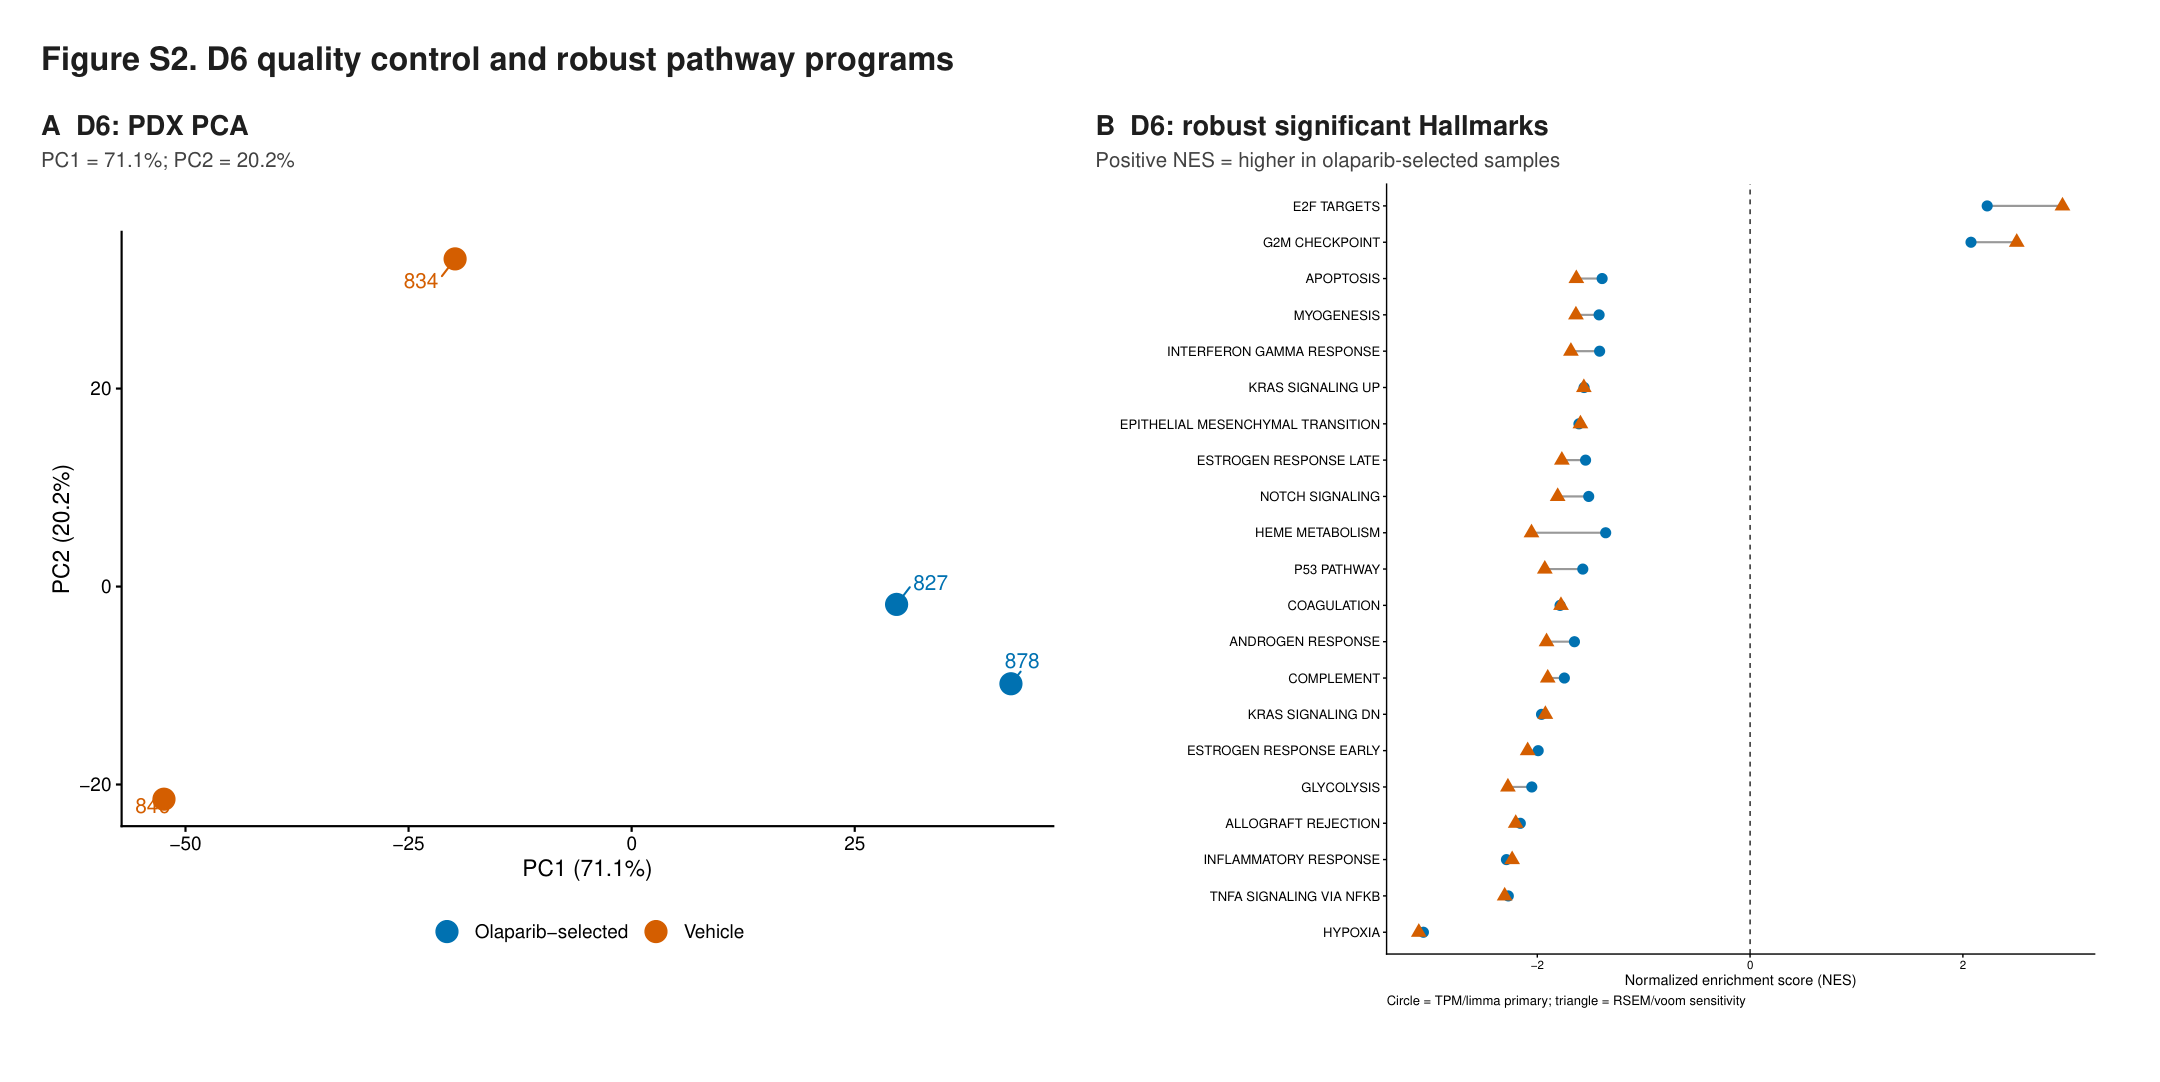 Figure S2. D6 quality control and robust pathway programs
A D6: PDX PCA
PC1 = 71.1%; PC2 = 20.2%
834
827
878
20
0
−20
PC2 (20.2%)
−50
−25
0
25
PC1 (71.1%)
Olaparib−selected
Vehicle
B D6: robust significant Hallmarks
Positive NES = higher in olaparib-selected samples
E2F TARGETS
G2M CHECKPOINT
APOPTOSIS
MYOGENESIS
INTERFERON GAMMA RESPONSE
KRAS SIGNALING UP
EPITHELIAL MESENCHYMAL TRANSITION
ESTROGEN RESPONSE LATE
NOTCH SIGNALING
HEME METABOLISM
P53 PATHWAY
COAGULATION
ANDROGEN RESPONSE
COMPLEMENT
KRAS SIGNALING DN
ESTROGEN RESPONSE EARLY
GLYCOLYSIS
ALLOGRAFT REJECTION
INFLAMMATORY RESPONSE
TNFA SIGNALING VIA NFKB
HYPOXIA
−2
0
2
Normalized enrichment score (NES)
Circle = TPM/limma primary; triangle = RSEM/voom sensitivity